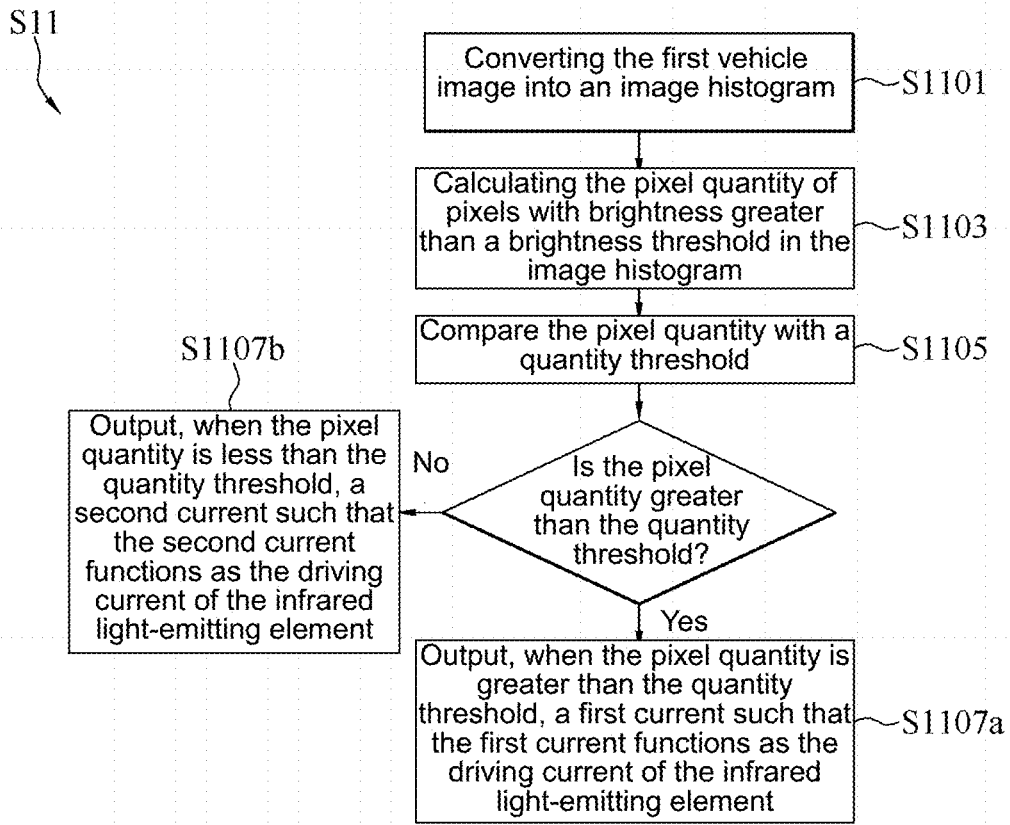 S11
Converting the first vehicle
image into an image histogram
S1101
Calculating the pixel quantity of
pixels with brightness greater
than a brightness threshold in the
image histogram
S1103
Compare the pixel quantity with a
quantity threshold
S1105
S1107b
Output, when the pixel
quantity is less than the
quantity threshold, a
second current such that
the second current
functions as the driving
current of the infrared
light-emitting element
No
Is the pixel
quantity greater
than the quantity
threshold?
Yes
Output, when the pixel quantity is
greater than the quantity
threshold, a first current such that
the first current functions as the
driving current of the infrared
light-emitting element
S1107a